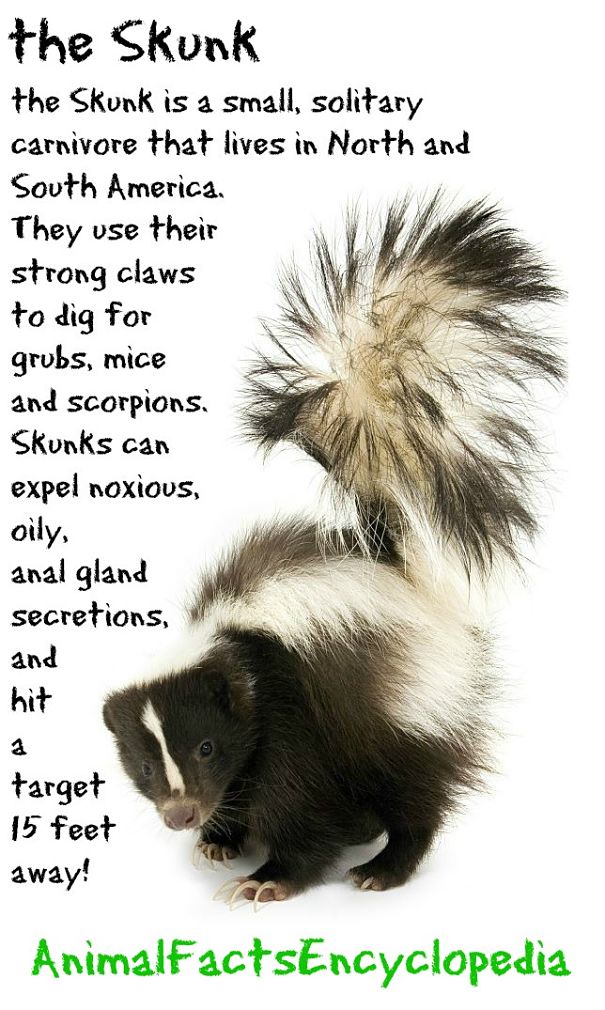 the Skunk
the Skunk is a small, solitary
carnivore that lives in North and
South America.
They use their
strong claws
to dig for
grubs, mice
and scorpions.
Skunks can
expel noxious,
oily,
anal gland
secretions,
and
hit
a
target
15 feet
away!
AnimalFactsEncyclopedia